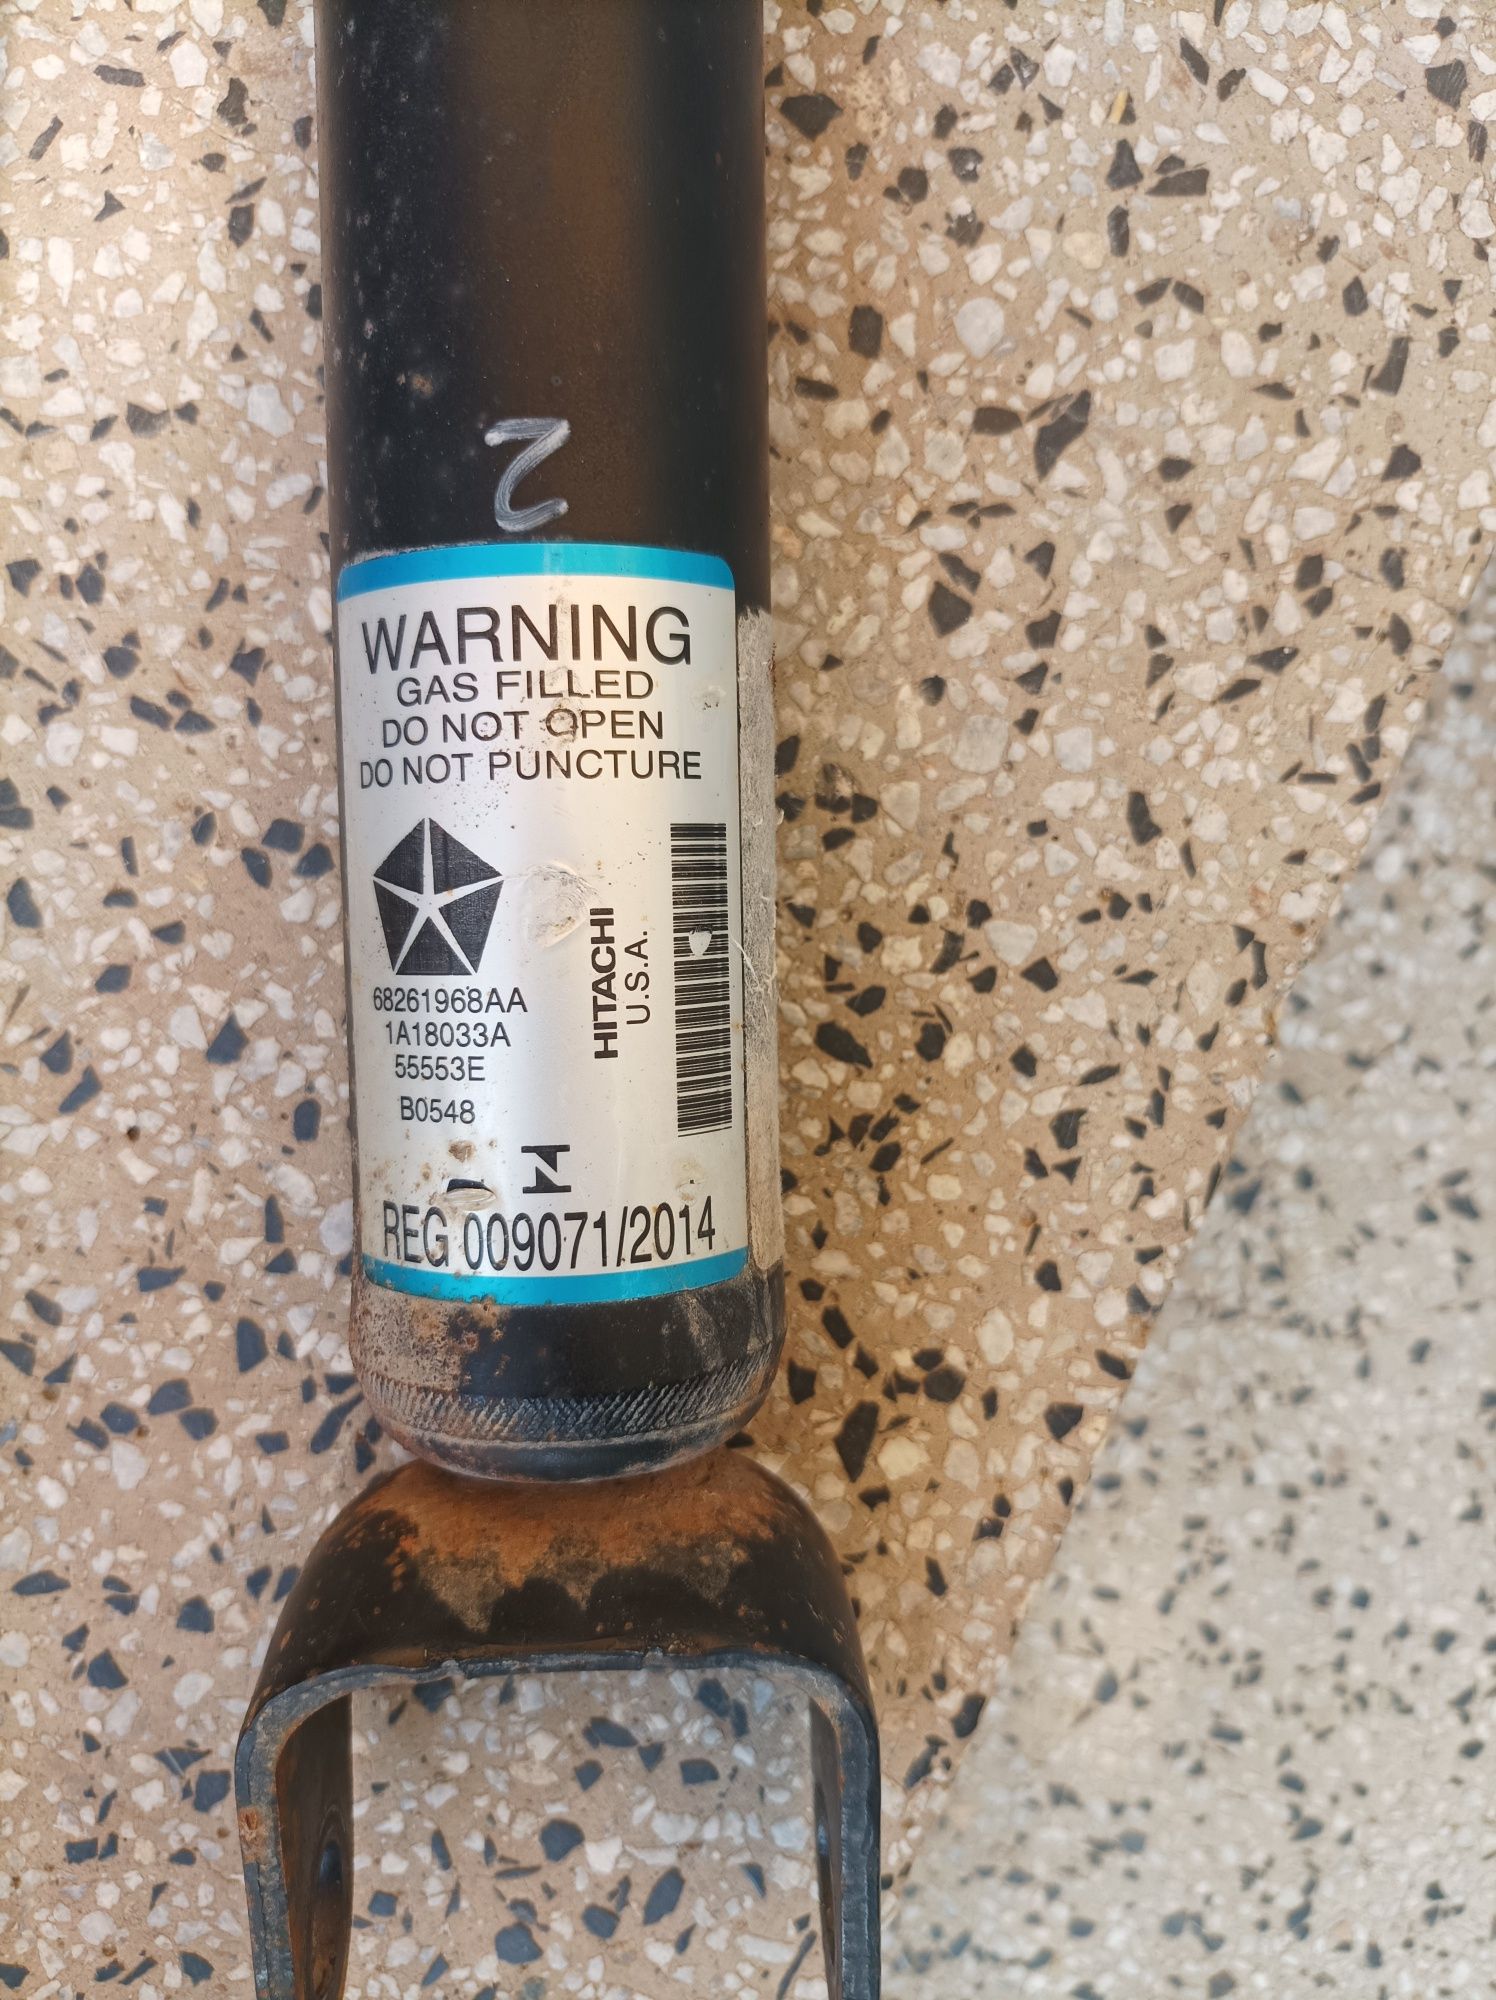 2
WARNING
GAS FILLED
DO NOT OPEN
DO NOT PUNCTURE
68261968AA
1A18033A
55553E
B0548
HITACHI
U.S.A.
REG 009071/2014